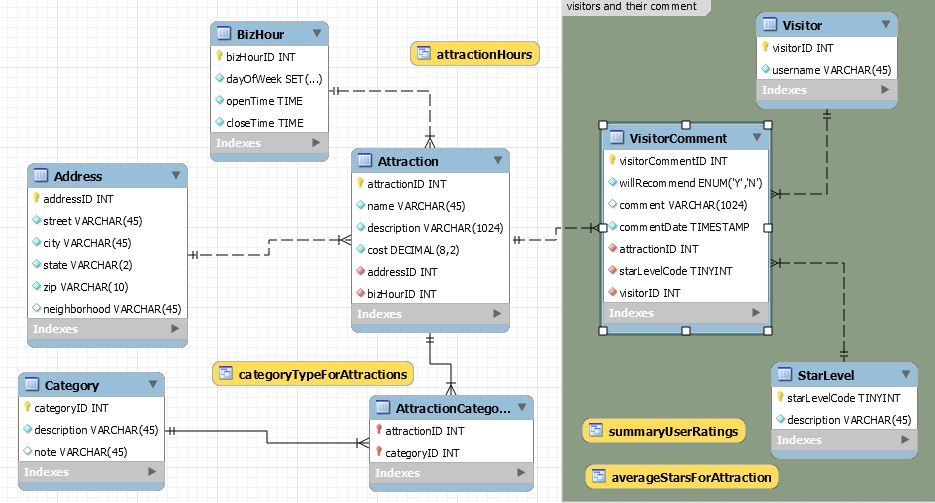 visitors and their comment
BizHour
bizHourID INT
dayOfWeek SET(...)
openTime TIME
closeTime TIME
Indexes
attractionHours
Visitor
visitorID INT
username VARCHAR(45)
Indexes
Address
addressID INT
street VARCHAR(45)
city VARCHAR(45)
state VARCHAR(2)
zip VARCHAR(10)
neighborhood VARCHAR(45)
Indexes
Attraction
attractionID INT
name VARCHAR(45)
description VARCHAR(1024)
cost DECIMAL(8,2)
addressID INT
bizHourID INT
Indexes
VisitorComment
visitorCommentID INT
willRecommend ENUM('Y','N')
comment VARCHAR(1024)
commentDate TIMESTAMP
attractionID INT
starLevelCode TINYINT
visitorID INT
Indexes
categoryTypeForAttractions
Category
categoryID INT
description VARCHAR(45)
note VARCHAR(45)
Indexes
AttractionCatego...
attractionID INT
categoryID INT
Indexes
StarLevel
starLevelCode TINYINT
description VARCHAR(45)
Indexes
summaryUserRatings
averageStarsForAttraction